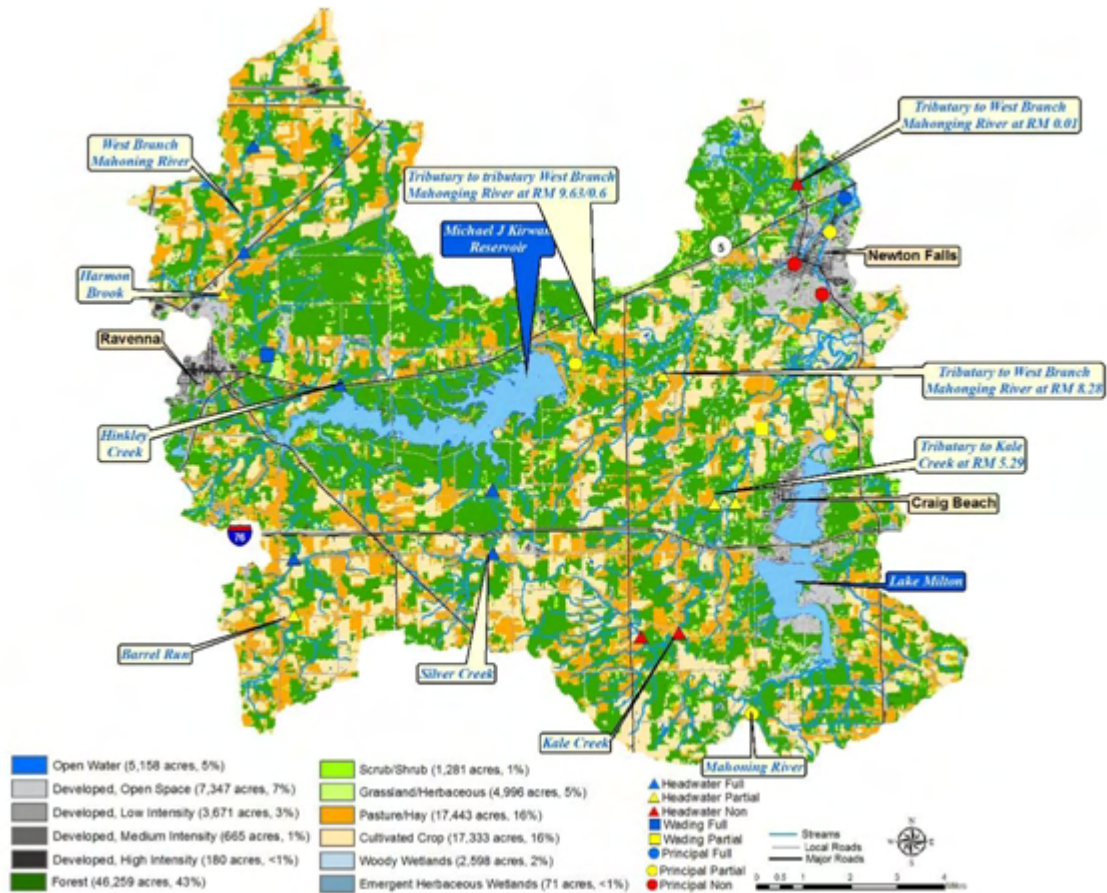 Tributary to West Branch
Mahonging River at RM 0.01
West Branch
Mahoning River
Tributary to tributary West Branch
Mahonging River at RM 9.63/0.6
Michael J Kirwan
Reservoir
5
Newton Falls
Harmon
Brook
Ravenna
Tributary to West Branch
Mahonging River at RM 8.28
Hinkley
Creek
Tributary to Kale
Creek at RM 5.29
Craig Beach
76
Lake Milton
Barrel Run
Silver Creek
Kale Creek
Mahoning River
Open Water (5,158 acres, 5%)
Developed, Open Space (7,347 acres, 7%)
Developed, Low Intensity (3,671 acres, 3%)
Developed, Medium Intensity (665 acres, 1%)
Developed, High Intensity (180 acres, <1%)
Forest (46,259 acres, 43%)
Scrub/Shrub (1,281 acres, 1%)
Grassland/Herbaceous (4,996 acres, 5%)
Pasture/Hay (17,443 acres, 16%)
Cultivated Crop (17,333 acres, 16%)
Woody Wetlands (2,598 acres, 2%)
Emergent Herbaceous Wetlands (71 acres, <1%)
Headwater Full
Headwater Partial
Headwater Non
Wading Full
Wading Partial
Principal Full
Principal Partial
Principal Non
Streams
Local Roads
Major Roads
0 0.5 1 2 3 4
Miles